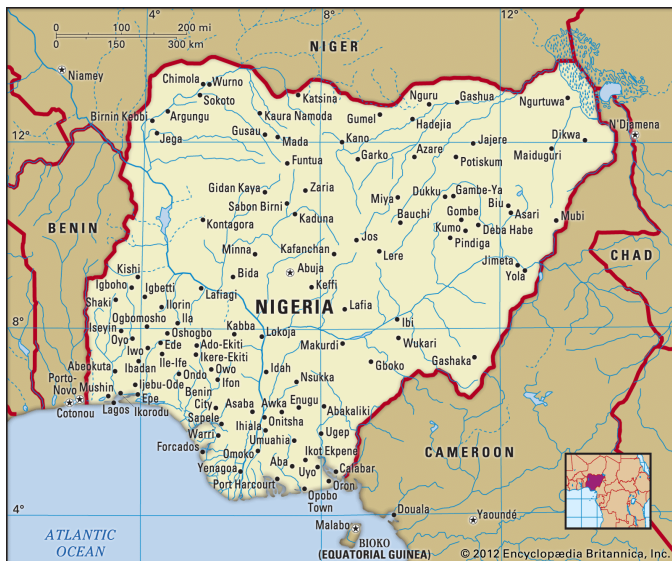 4°
8°
12°
0 100 200 mi
0 150 300 km
NIGER
Niamey
Chimola
Wurno
Sokoto
Katsina
Nguru
Gashua
Ngurtuwa
Birnin Kebbi
Argungu
Kaura Namoda
Gumel
Hadejia
N'Djamena
12°
Jega
Gusau
Mada
Kano
Jajere
Dikwa
Funtua
Garko
Azare
Potiskum
Maiduguri
Gidan Kaya
Zaria
Miya
Dukku
Gambe-Ya
Sabon Birni
Biu
Kontagora
Kaduna
Bauchi
Gombe
Asari
Mubi
BENIN
Kumo
Deba Habe
Minna
Kafanchan
Jos
Lere
Pindiga
CHAD
Kishi
Bida
Abuja
Jimeta
Yola
Igboho
Igbetti
Lafiagi
Keffi
Shaki
Ilorin
NIGERIA
Lafia
Ogbomosho
Ila
8°
Iseyin
Oshogbo
Kabba
Lokoja
Ibi
Oyo
Ede
Ado-Ekiti
Makurdi
Wukari
Iwo
Ikere-Ekiti
Gashaka
Abeokuta
Ibadan
Ile-Ife
Owo
Idah
Gboko
Porto-
Novo
Mushin
Ijebu-Ode
Ondo
Ifon
Nsukka
Cotonou
Lagos
Epe
Ikorodu
Benin
City
Asaba
Awka
Enugu
Abakaliki
Sapele
Ihiala
Onitsha
Warri
Umuahia
Ugep
Forcados
Omoko
Ikot Ekpene
CAMEROON
Yenagoa
Aba
Uyo
Calabar
Port Harcourt
Oron
Opobo
Town
4°
Douala
Yaoundé
Malabo
ATLANTIC
OCEAN
BIOKO
(EQUATORIAL GUINEA)
© 2012 Encyclopædia Britannica, Inc.